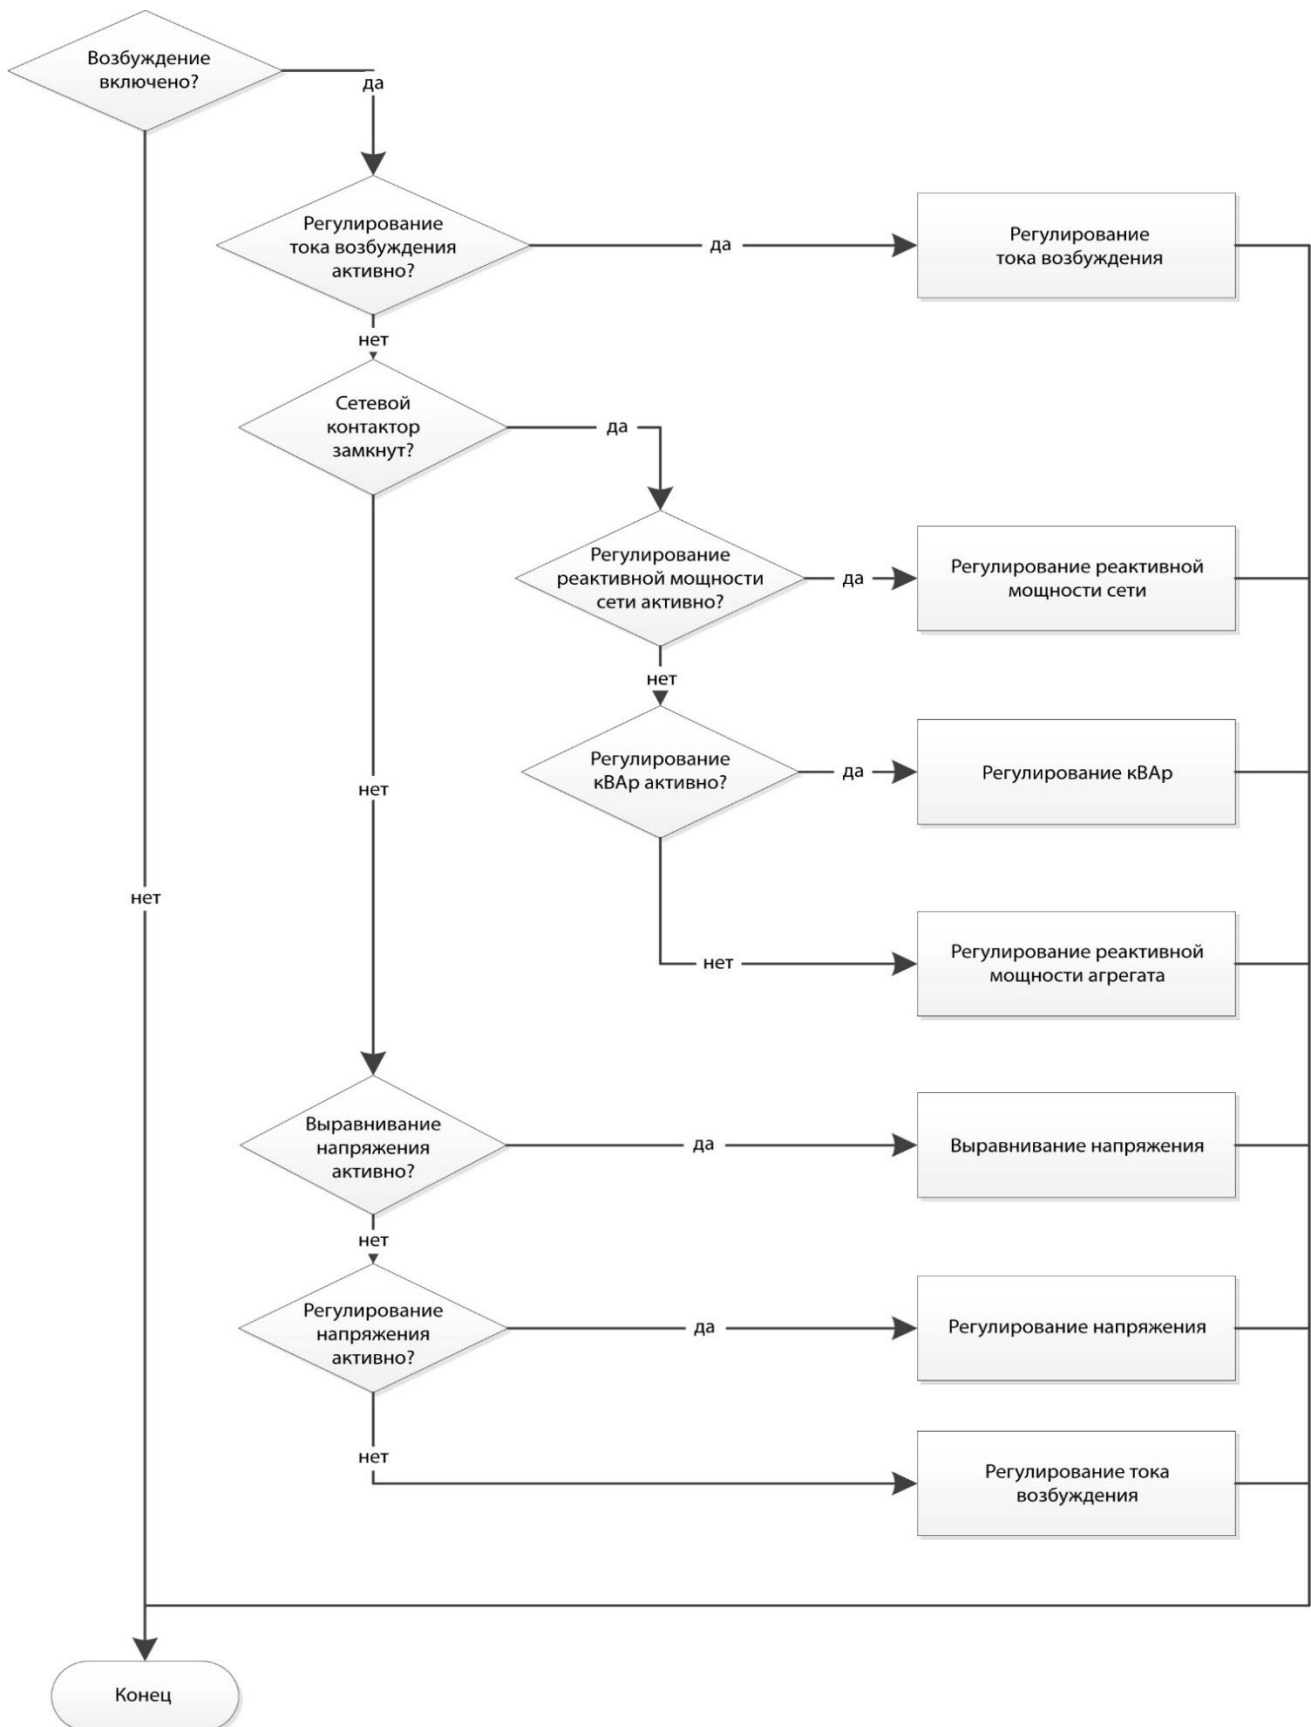 Возбуждение
включено?
да
Регулирование
тока возбуждения
активно?
да
Регулирование
тока возбуждения
нет
Сетевой
контактор
замкнут?
да
Регулирование
реактивной мощности
сети активно?
да
Регулирование реактивной
мощности сети
нет
Регулирование
кВАр активно?
да
Регулирование кВАр
нет
нет
нет
Регулирование реактивной
мощности агрегата
Выравнивание
напряжения
активно?
да
Выравнивание напряжения
нет
Регулирование
напряжения
активно?
да
Регулирование напряжения
нет
Регулирование тока
возбуждения
Конец